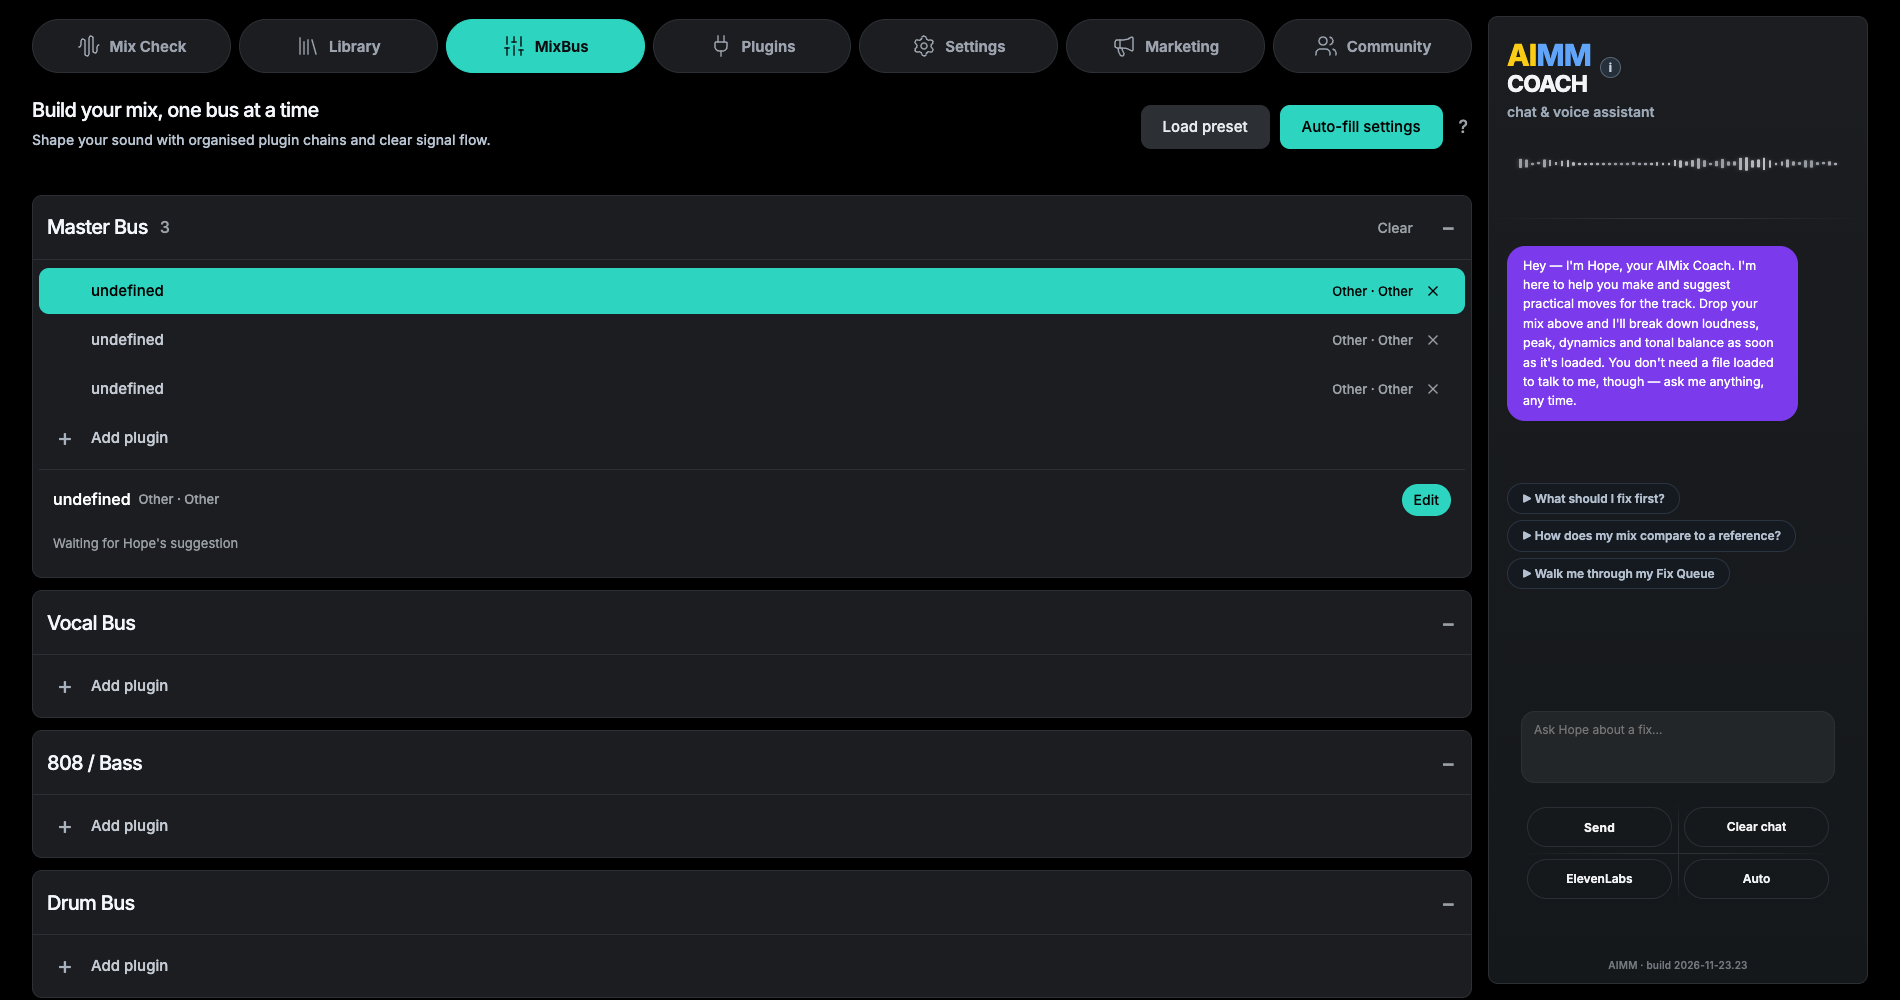 Mix Check
Library
MixBus
Plugins
Settings
Marketing
Community
Build your mix, one bus at a time
Shape your sound with organised plugin chains and clear signal flow.
Load preset
Auto-fill settings
?
Master Bus 3
Clear
undefined
Other · Other
undefined
Other · Other
undefined
Other · Other
Add plugin
undefined Other · Other
Edit
Waiting for Hope's suggestion
Vocal Bus
Add plugin
808 / Bass
Add plugin
Drum Bus
Add plugin
AIMM
COACH
i
chat & voice assistant
Hey — I'm Hope, your AIMix Coach. I'm
here to help you make and suggest
practical moves for the track. Drop your
mix above and I'll break down loudness,
peak, dynamics and tonal balance as soon
as it's loaded. You don't need a file loaded
to talk to me, though — ask me anything,
any time.
What should I fix first?
How does my mix compare to a reference?
Walk me through my Fix Queue
Ask Hope about a fix...
Send
Clear chat
ElevenLabs
Auto
AIMM · build 2026-11-23.23